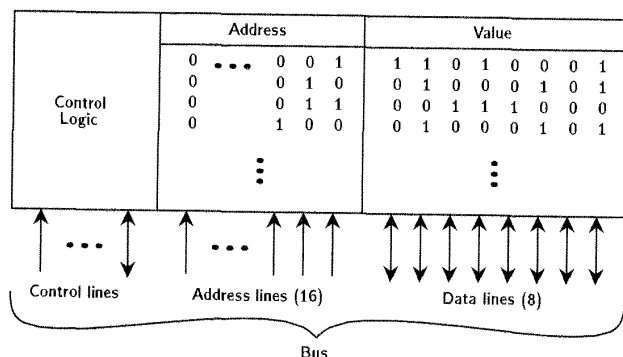 Address Value
0 ••• 0 0 1 1 1 0 1 0 0 0 1
0 0 1 0 0 1 0 0 0 1 0 1
Control
Logic
0 0 1 1 0 0 1 1 1 0 0 0
0 1 0 0 0 1 0 0 0 1 0 1
Control lines Address lines (16) Data lines (8)
Bus